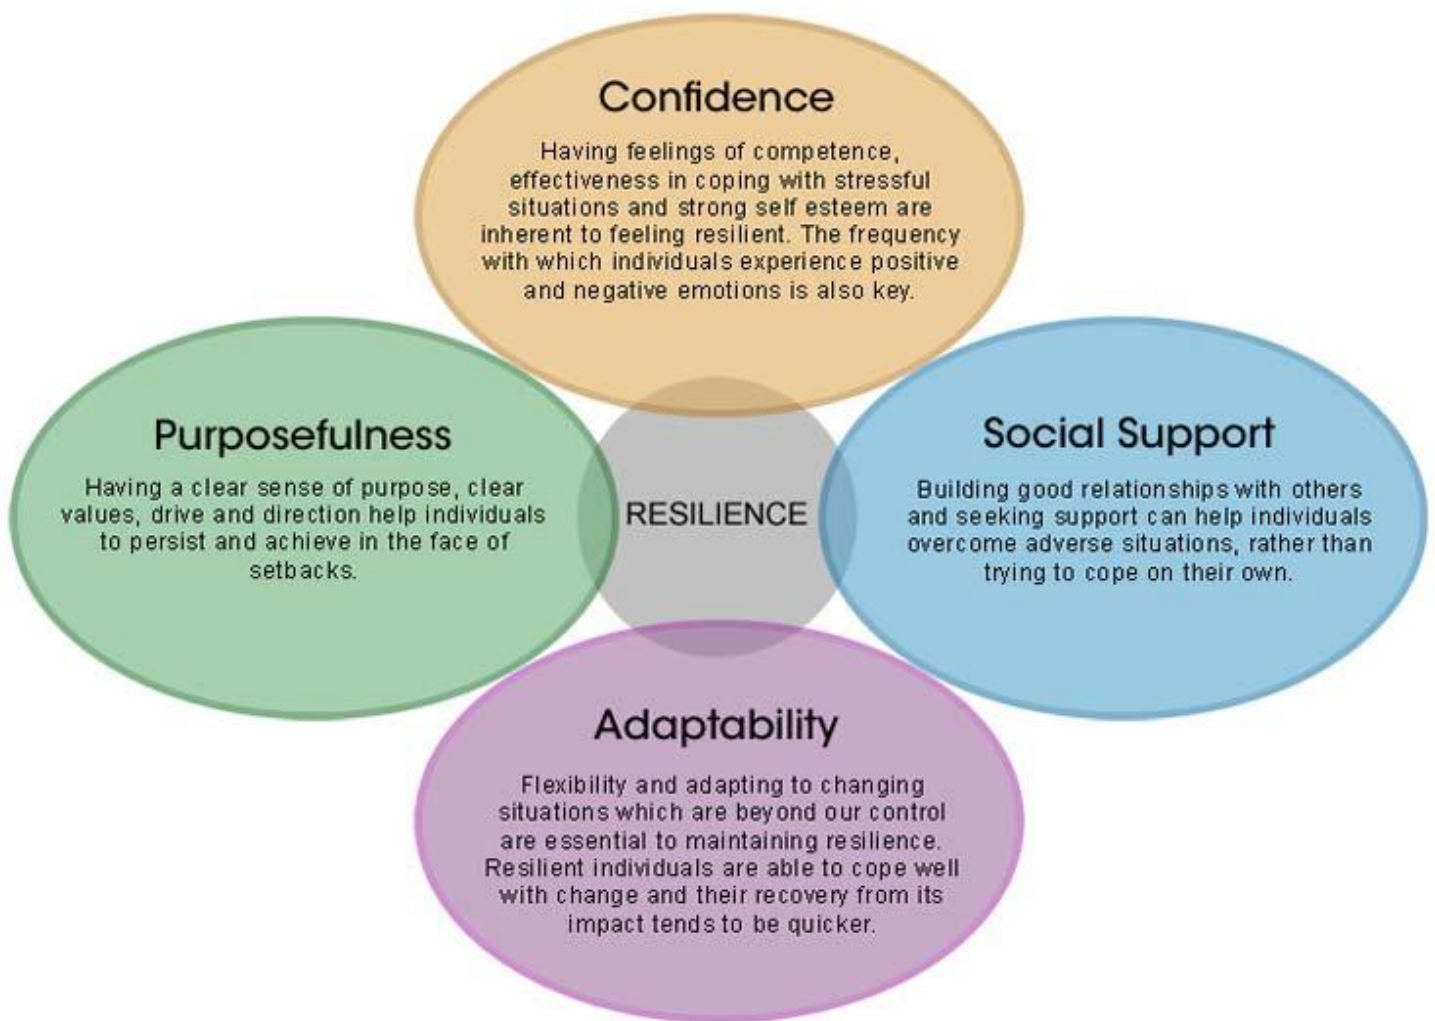 Confidence
Having feelings of competence,
effectiveness in coping with stressful
situations and strong self esteem are
inherent to feeling resilient. The frequency
with which individuals experience positive
and negative emotions is also key.
Purposefulness
Having a clear sense of purpose, clear
values, drive and direction help individuals
to persist and achieve in the face of
setbacks.
RESILIENCE
Social Support
Building good relationships with others
and seeking support can help individuals
overcome adverse situations, rather than
trying to cope on their own.
Adaptability
Flexibility and adapting to changing
situations which are beyond our control
are essential to maintaining resilience.
Resilient individuals are able to cope well
with change and their recovery from its
impact tends to be quicker.